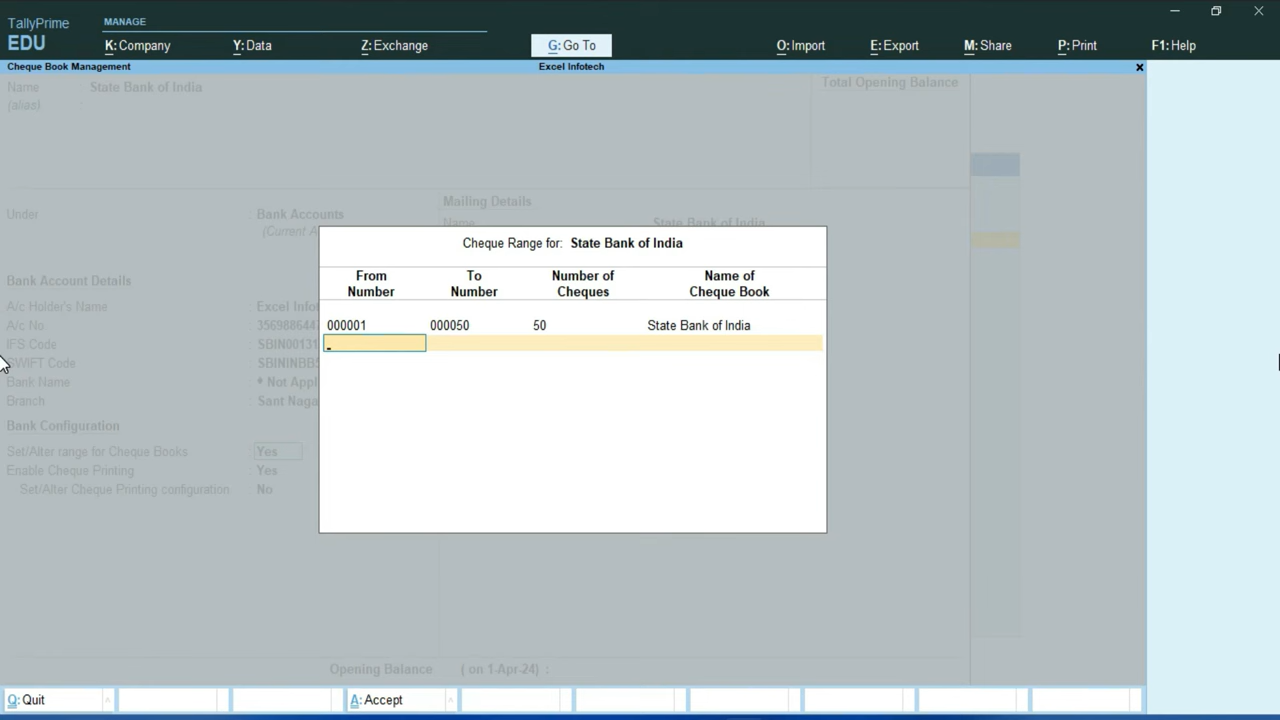 TallyPrime
EDU
MANAGE
K:Company
Y:Data
Z:Exchange
G:Go To
O:Import
E:Export
M:Share
P:Print
F1:Help
Cheque Book Management
Excel Infotech
Name State Bank of India
(alias)
Total Opening Balance
Under : Bank Accounts
Mailing Details
Bank Account Details
A/c Holder's Name : Excel Info
A/c No.
IFS Code : SBIN00131
SWIFT Code
Bank Name
Branch : Sant Naga
Bank Configuration
Set/Alter range for Cheque Books : Yes
Enable Cheque Printing : Yes
Set/Alter Cheque Printing configuration : No
Cheque Range for: State Bank of India
From Number
To Number
Number of Cheques
Name of Cheque Book
000001 000050 50 State Bank of India
Opening Balance ( on 1-Apr-24) :
Q:Quit
A:Accept